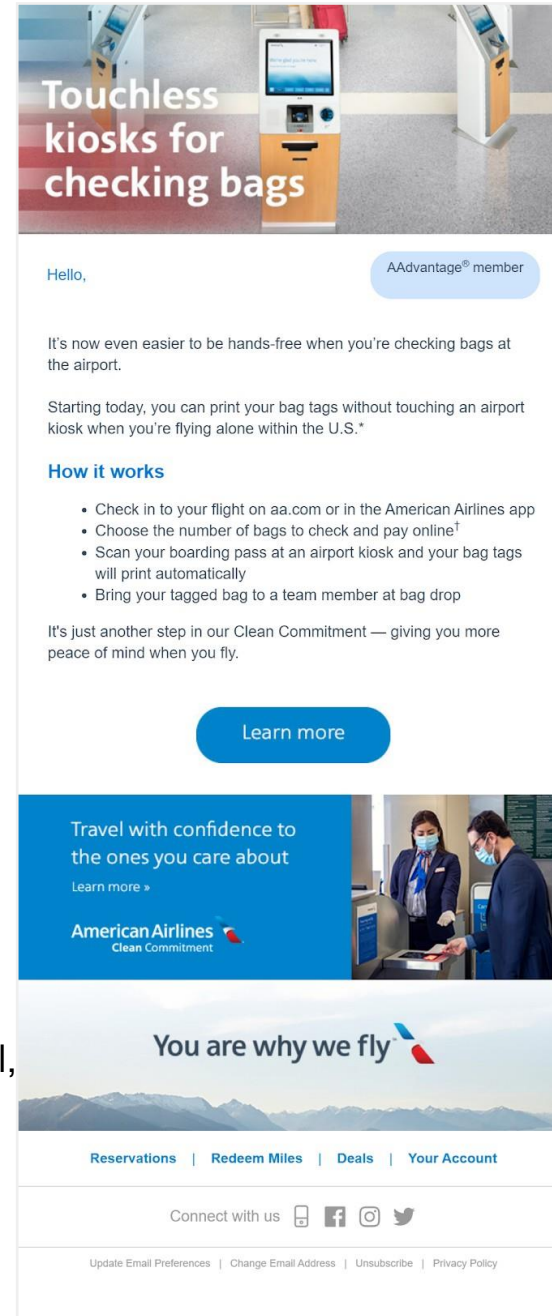 Touchless
kiosks for
checking bags
Hello,
AAdvantage® member
It's now even easier to be hands-free when you're checking bags at
the airport.
Starting today, you can print your bag tags without touching an airport
kiosk when you're flying alone within the U.S.*
How it works
• Check in to your flight on aa.com or in the American Airlines app
• Choose the number of bags to check and pay online†
• Scan your boarding pass at an airport kiosk and your bag tags
will print automatically
• Bring your tagged bag to a team member at bag drop
It's just another step in our Clean Commitment — giving you more
peace of mind when you fly.
Learn more
Travel with confidence to
the ones you care about
Learn more »
American Airlines
Clean Commitment
l,
You are why we fly™
Reservations | Redeem Miles | Deals | Your Account
Connect with us
Update Email Preferences | Change Email Address | Unsubscribe | Privacy Policy